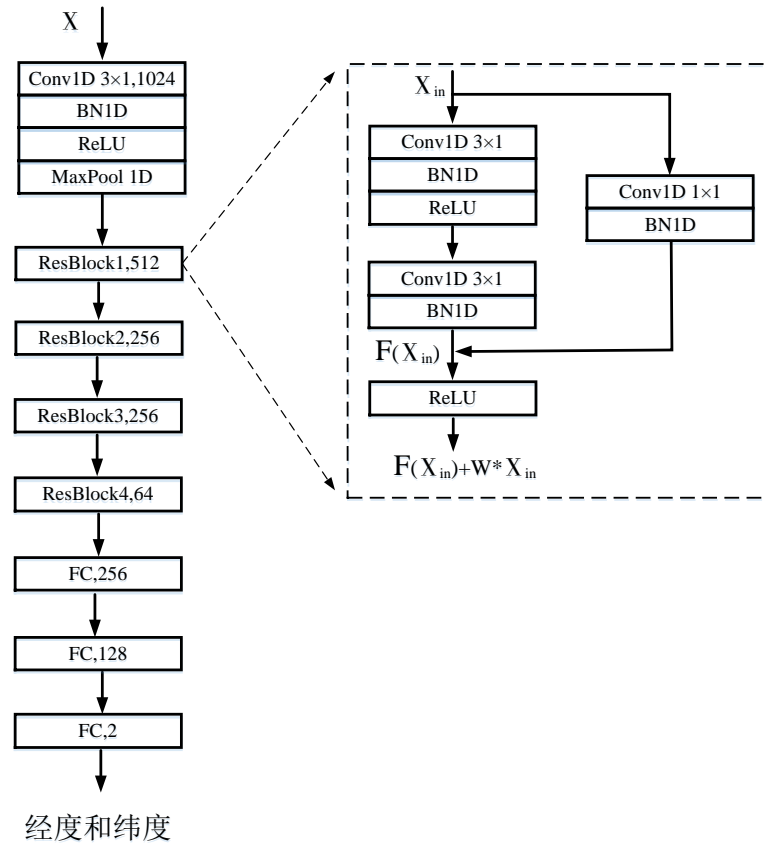 X
Conv1D 3×1,1024
BN1D
ReLU
MaxPool 1D
ResBlock1,512
ResBlock2,256
ResBlock3,256
ResBlock4,64
FC,256
FC,128
FC,2
经度和纬度
X in
Conv1D 3×1
BN1D
ReLU
Conv1D 3×1
BN1D
F(X in)
ReLU
F(X in)+W*X in
Conv1D 1×1
BN1D